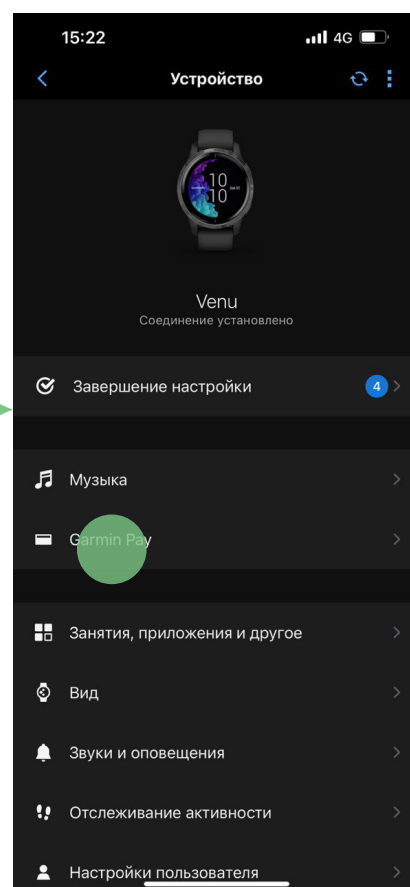 15:22
4G
Устройство
10
10
Venu
Соединение установлено
Завершение настройки
4
Музыка
Garmin Pay
Занятия, приложения и другое
Вид
Звуки и оповещения
Отслеживание активности
Настройки пользователя